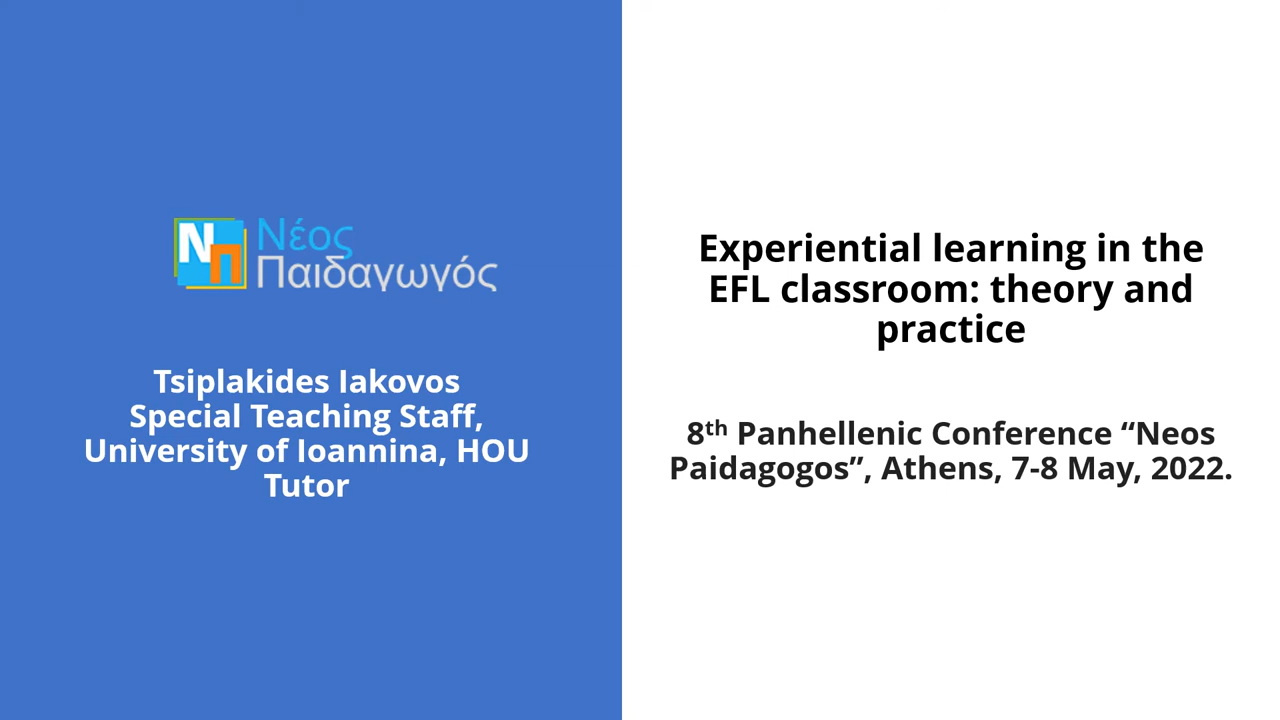 ΝΠ
Νέος
Παιδαγωγός
Tsiplakides Iakovos
Special Teaching Staff,
University of Ioannina, HOU
Tutor
Experiential learning in the
EFL classroom: theory and
practice
8th Panhellenic Conference “Neos
Paidagogos”, Athens, 7-8 May, 2022.